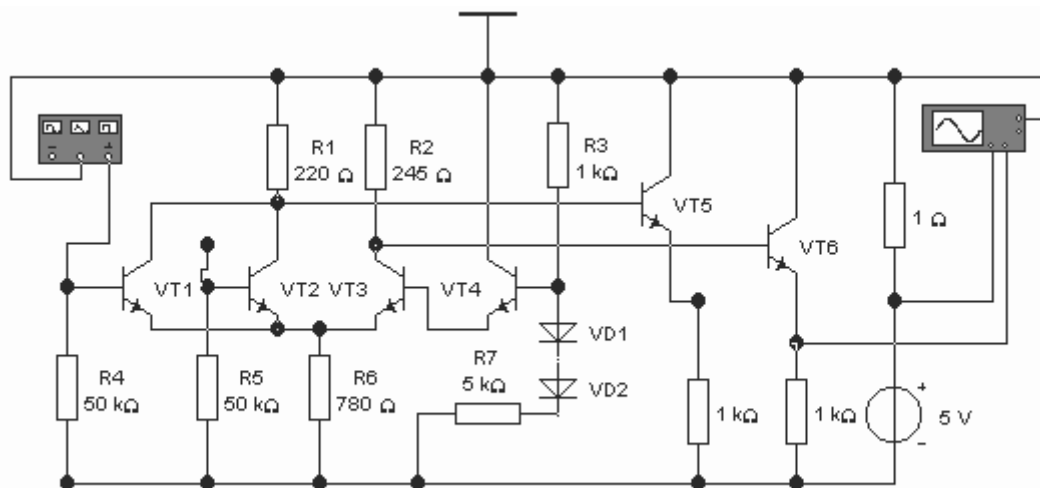 R1
220 Ω
R2
245 Ω
R3
1 kΩ
VT5
VT6
1 Ω
VT1
VT2
VT3
VT4
VD1
VD2
R7
5 kΩ
R4
50 kΩ
R5
50 kΩ
R6
780 Ω
1 kΩ
1 kΩ
+
5 V
−